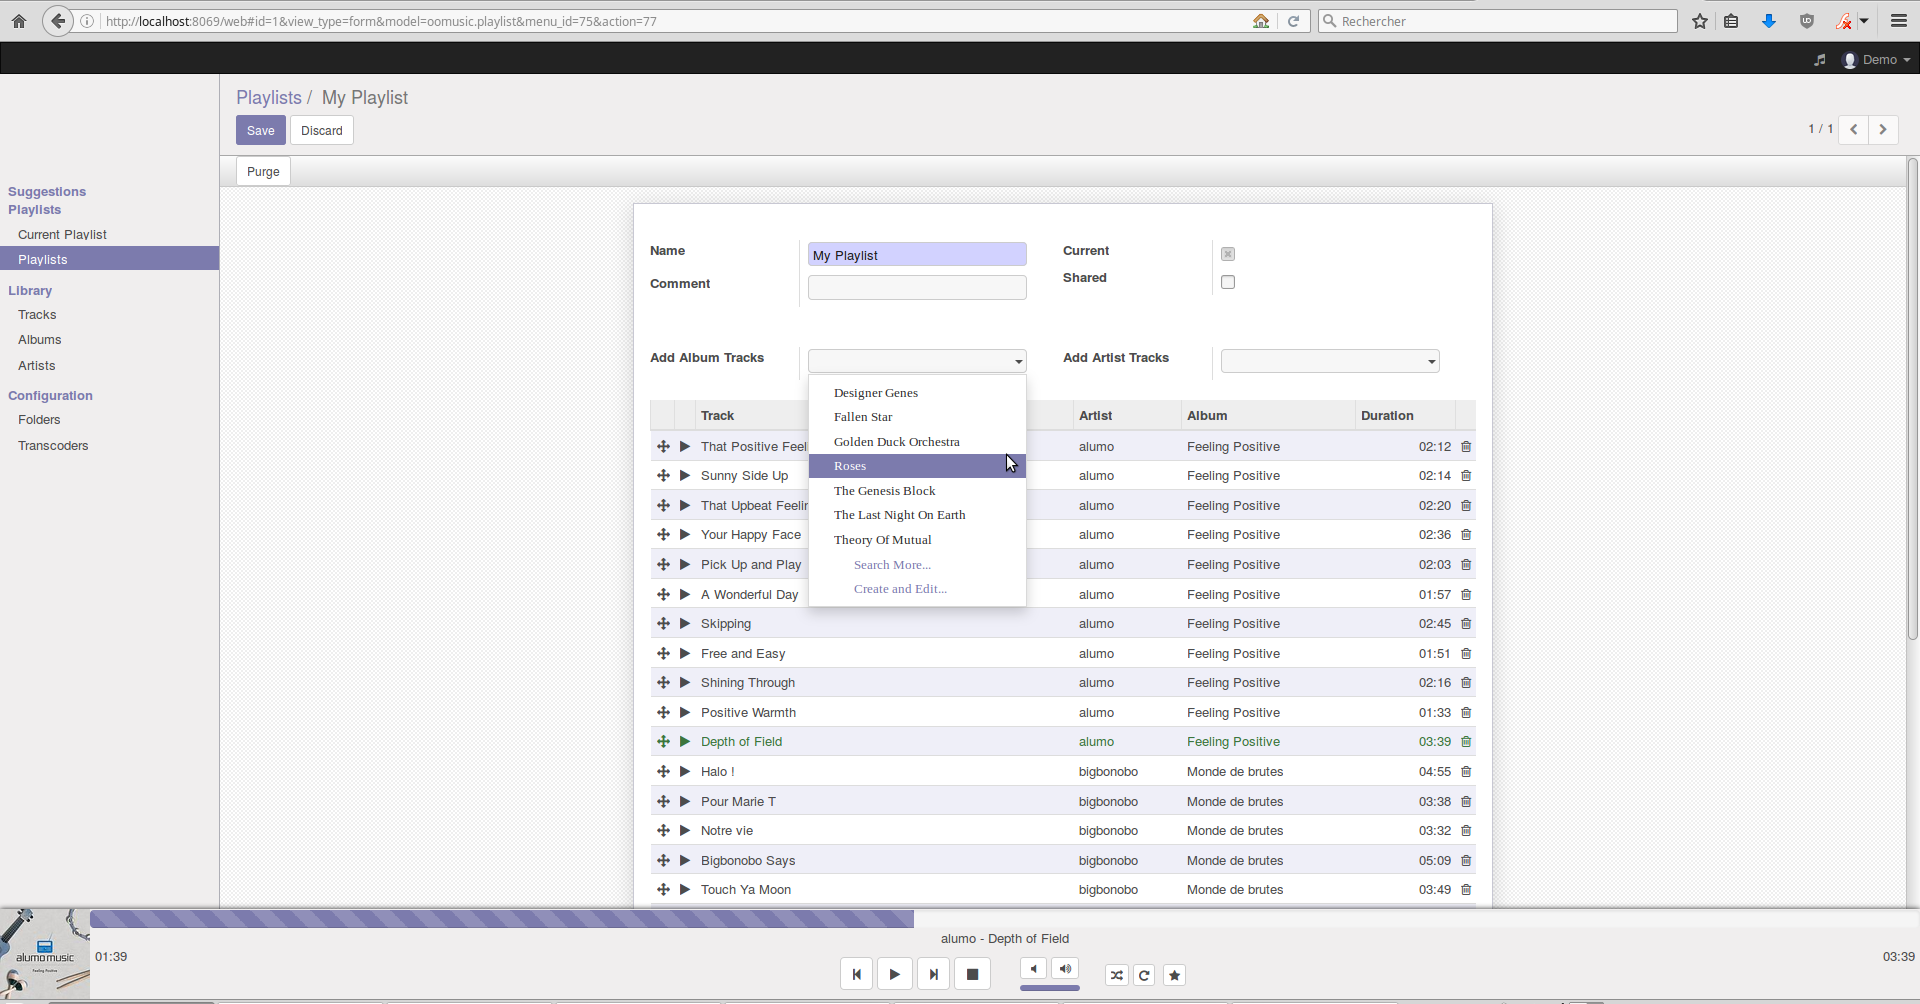 http://localhost:8069/web#id=1&view_type=form&model=oomusic.playlist&menu_id=75&action=77
Rechercher
Demo
Playlists / My Playlist
Save Discard
1 / 1
Purge
Suggestions
Playlists
Current Playlist
Playlists
Library
Tracks
Albums
Artists
Configuration
Folders
Transcoders
Name My Playlist Current
Comment Shared
Add Album Tracks Add Artist Tracks
Designer Genes
Fallen Star
Golden Duck Orchestra
Roses
The Genesis Block
The Last Night On Earth
Theory Of Mutual
Search More...
Create and Edit...
Track Artist Album Duration
That Positive Feel alumo Feeling Positive 02:12
Sunny Side Up alumo Feeling Positive 02:14
That Upbeat Feelin alumo Feeling Positive 02:20
Your Happy Face alumo Feeling Positive 02:36
Pick Up and Play alumo Feeling Positive 02:03
A Wonderful Day alumo Feeling Positive 01:57
Skipping alumo Feeling Positive 02:45
Free and Easy alumo Feeling Positive 01:51
Shining Through alumo Feeling Positive 02:16
Positive Warmth alumo Feeling Positive 01:33
Depth of Field alumo Feeling Positive 03:39
Halo ! bigbonobo Monde de brutes 04:55
Pour Marie T bigbonobo Monde de brutes 03:38
Notre vie bigbonobo Monde de brutes 03:32
Bigbonobo Says bigbonobo Monde de brutes 05:09
Touch Ya Moon bigbonobo Monde de brutes 03:49
alumo - Depth of Field
alumomusic
Feeling Positive
01:39
03:39